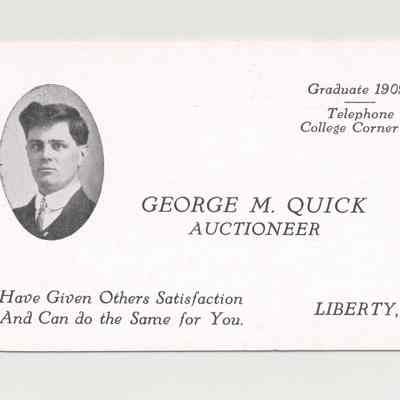 Graduate 190
Telephone
College Corner
GEORGE M. QUICK
AUCTIONEER
Have Given Others Satisfaction
And Can do the Same for You.
LIBERTY,